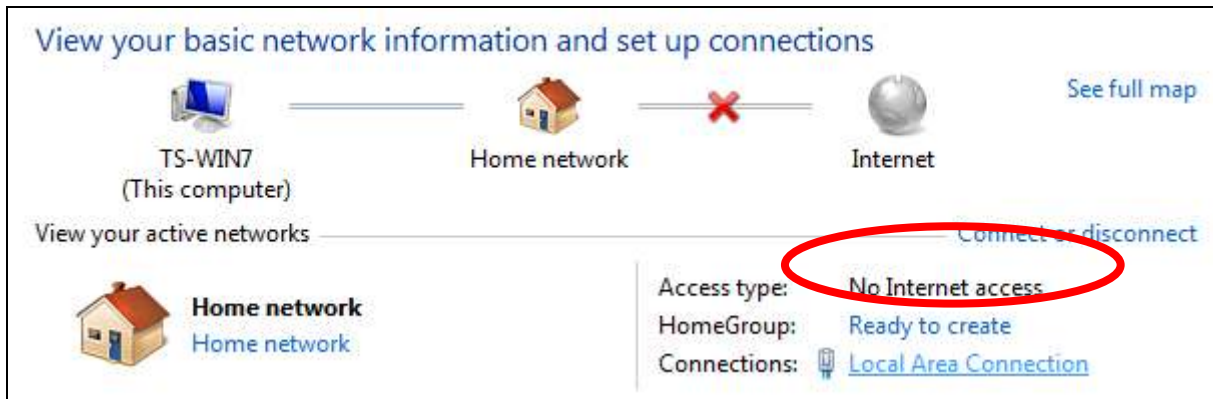 View your basic network information and set up connections
See full map
TS-WIN7
(This computer)
Home network
Internet
View your active networks
Connect or disconnect
Home network
Home network
Access type: No Internet access
HomeGroup: Ready to create
Connections: Local Area Connection